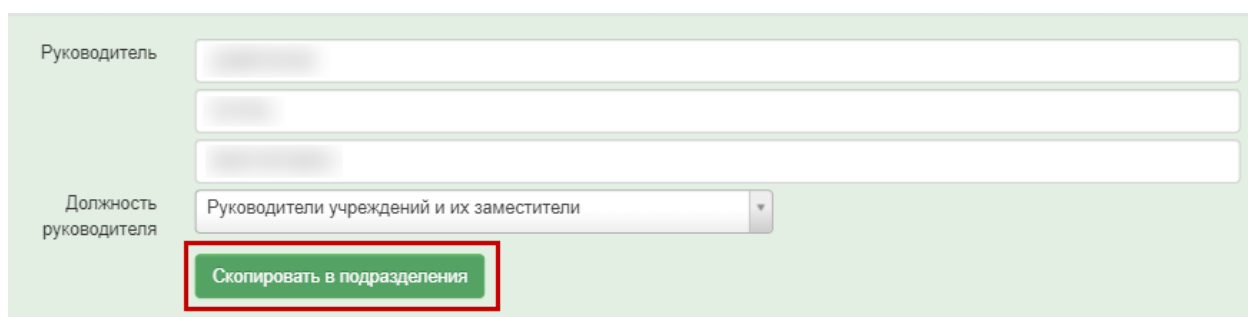 Руководитель
Должность
руководителя
Руководители учреждений и их заместители
Скопировать в подразделения